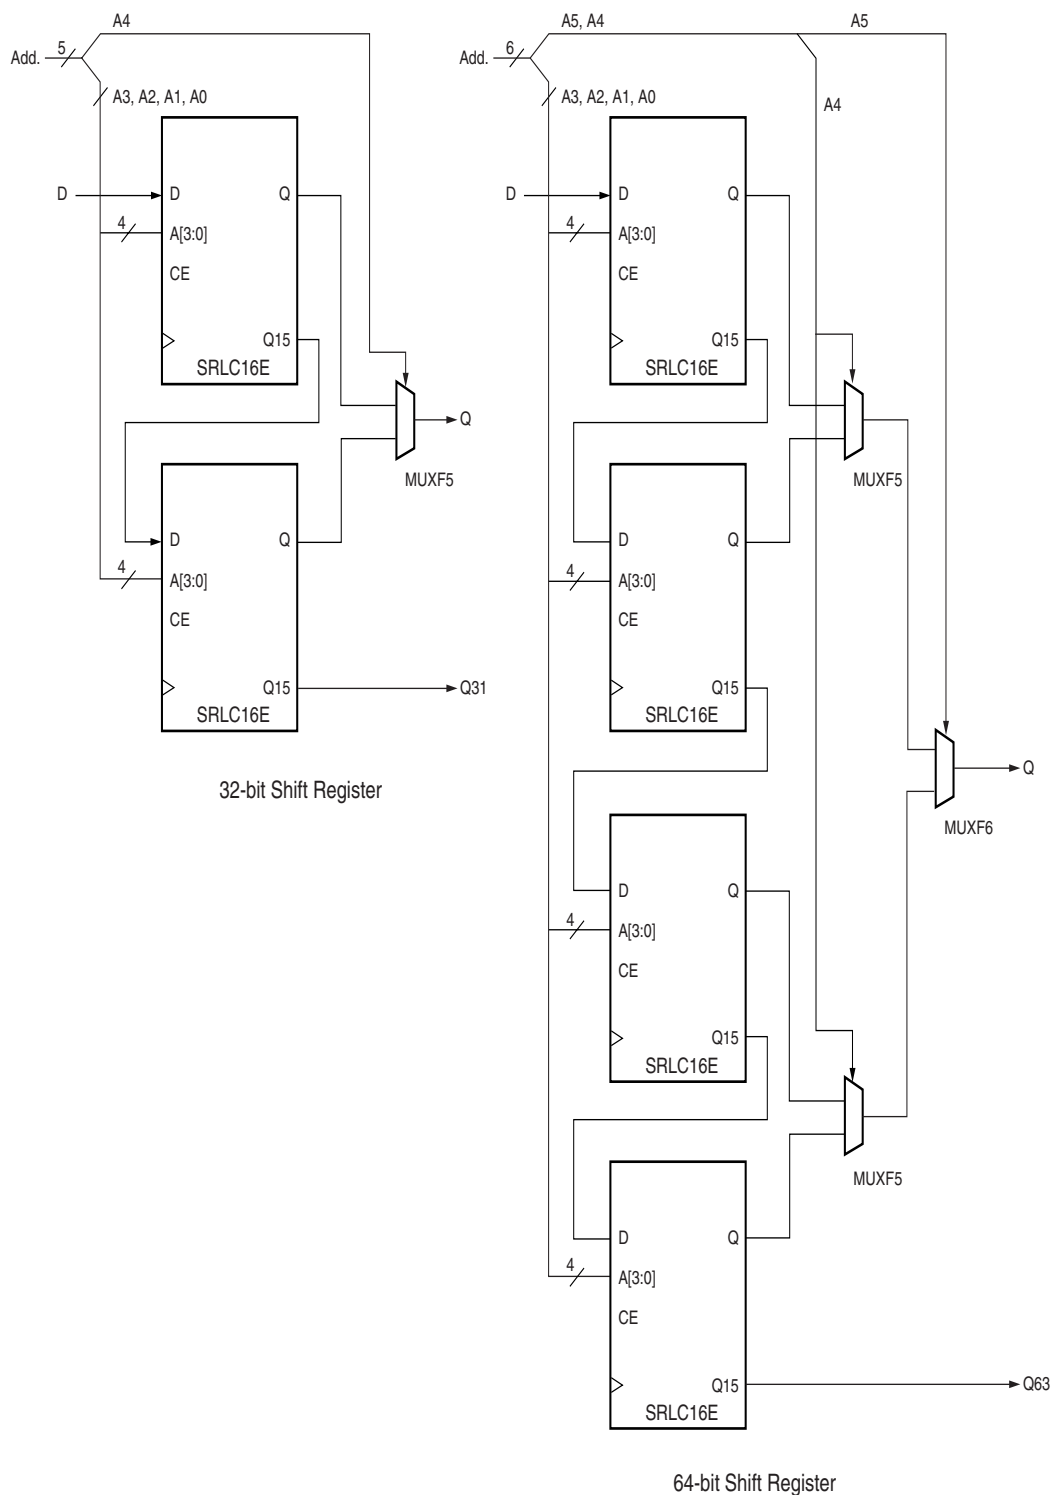 A4
Add.
5
A3, A2, A1, A0
D
D
Q
4
A[3:0]
CE
Q15
SRLC16E
Q
MUXF5
D
Q
4
A[3:0]
CE
Q15
Q31
SRLC16E
32-bit Shift Register
A5, A4
A5
Add.
6
A3, A2, A1, A0
A4
D
D
Q
4
A[3:0]
CE
Q15
SRLC16E
MUXF5
D
Q
4
A[3:0]
CE
Q15
SRLC16E
Q
MUXF6
D
Q
4
A[3:0]
CE
Q15
SRLC16E
MUXF5
D
Q
4
A[3:0]
CE
Q15
Q63
SRLC16E
64-bit Shift Register